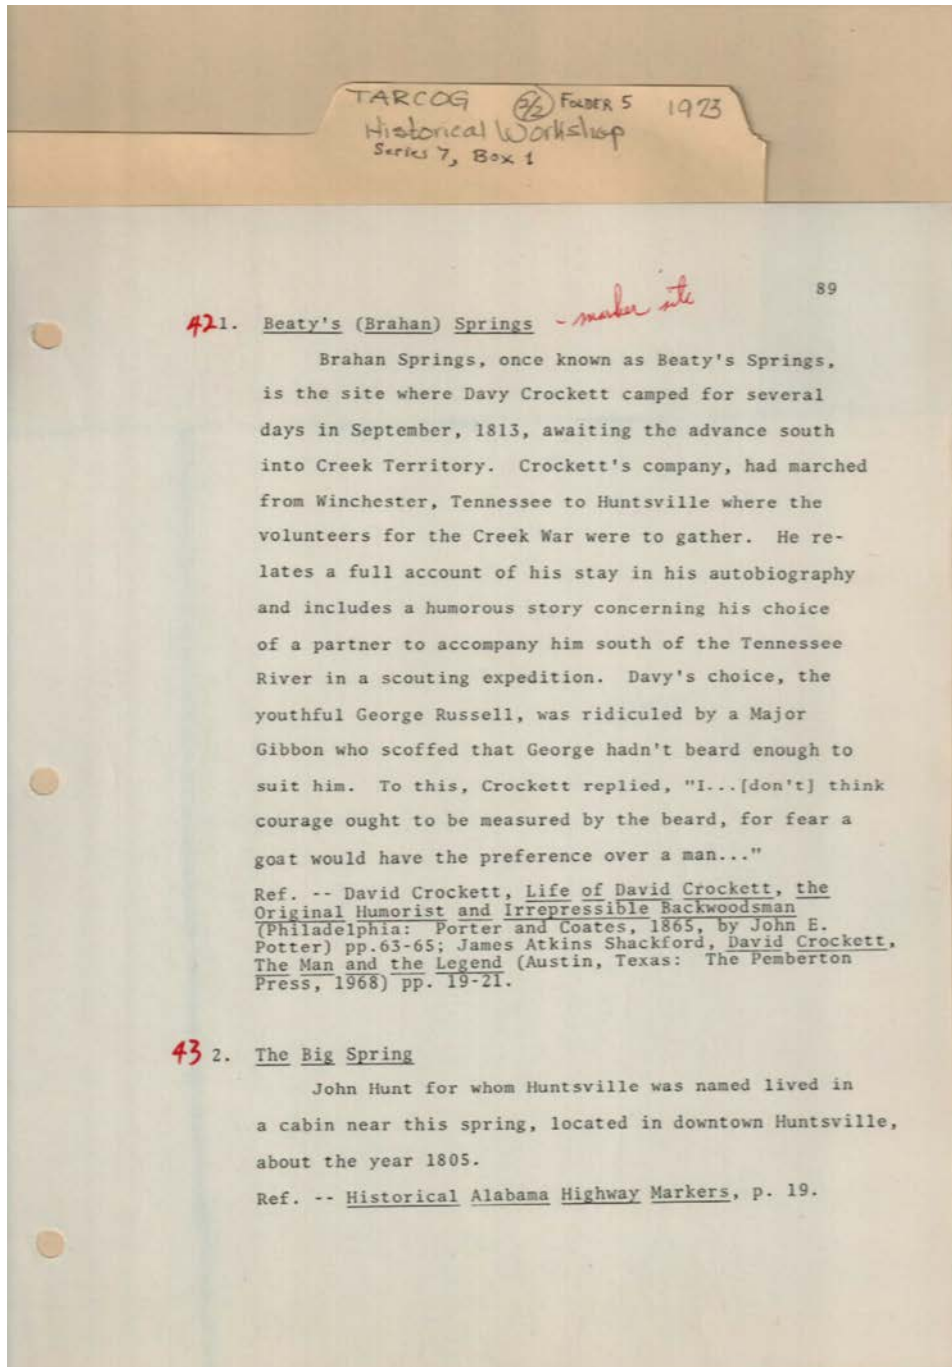 TARCOG 2/2 FOLDER 5 1973
Historical Workshop
Series 7, Box 1
89
421. Beaty's (Brahan) Springs - marker site
Brahan Springs, once known as Beaty's Springs,
is the site where Davy Crockett camped for several
days in September, 1813, awaiting the advance south
into Creek Territory. Crockett's company, had marched
from Winchester, Tennessee to Huntsville where the
volunteers for the Creek War were to gather. He re-
lates a full account of his stay in his autobiography
and includes a humorous story concerning his choice
of a partner to accompany him south of the Tennessee
River in a scouting expedition. Davy's choice, the
youthful George Russell, was ridiculed by a Major
Gibbon who scoffed that George hadn't beard enough to
suit him. To this, Crockett replied, "I...[don't] think
courage ought to be measured by the beard, for fear a
goat would have the preference over a man..."
Ref. -- David Crockett, Life of David Crockett, the
Original Humorist and Irrepressible Backwoodsman
(Philadelphia: Porter and Coates, 1865, by John E.
Potter) pp.63-65; James Atkins Shackford, David Crockett,
The Man and the Legend (Austin, Texas: The Pemberton
Press, 1968) pp. 19-21.
43 2. The Big Spring
John Hunt for whom Huntsville was named lived in
a cabin near this spring, located in downtown Huntsville,
about the year 1805.
Ref. -- Historical Alabama Highway Markers, p. 19.